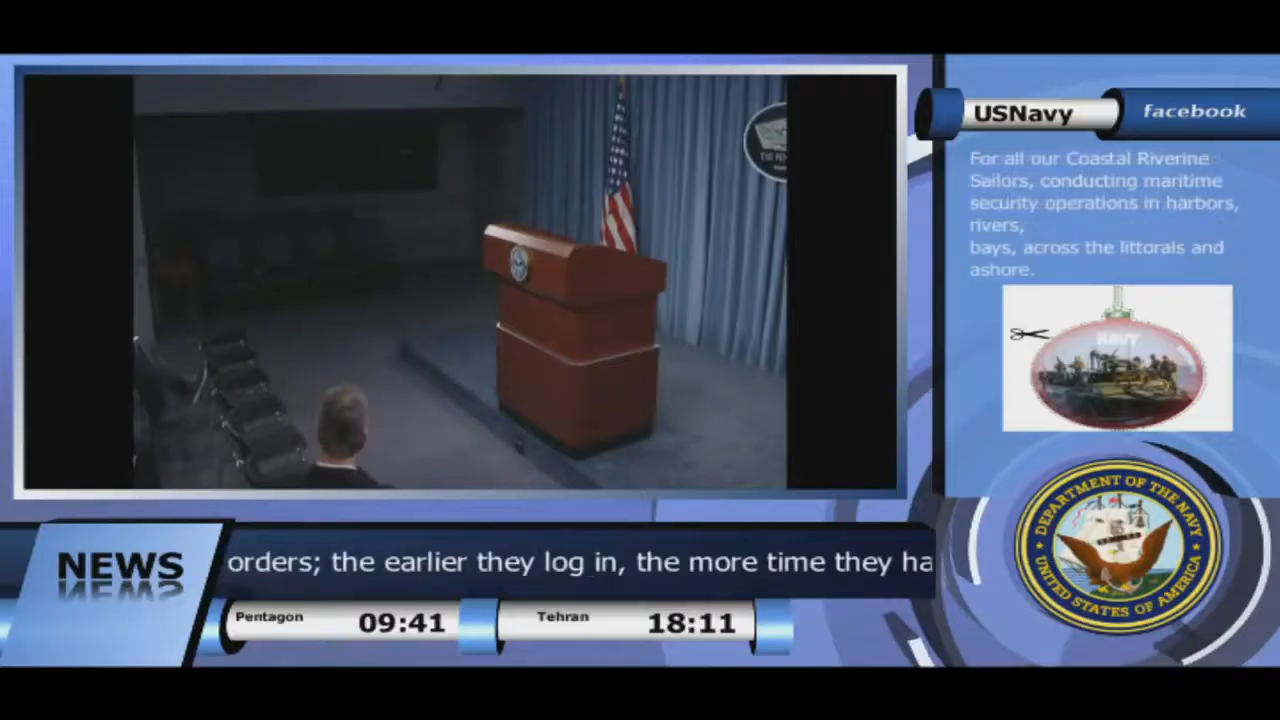 USNavy
facebook
For all our Coastal Riverine
Sailors, conducting maritime
security operations in harbors,
rivers,
bays, across the littorals and
ashore.
NAVY
DEPARTMENT OF THE NAVY
UNITED STATES OF AMERICA
NEWS
orders; the earlier they log in, the more time they ha
Pentagon
09:41
Tehran
18:11